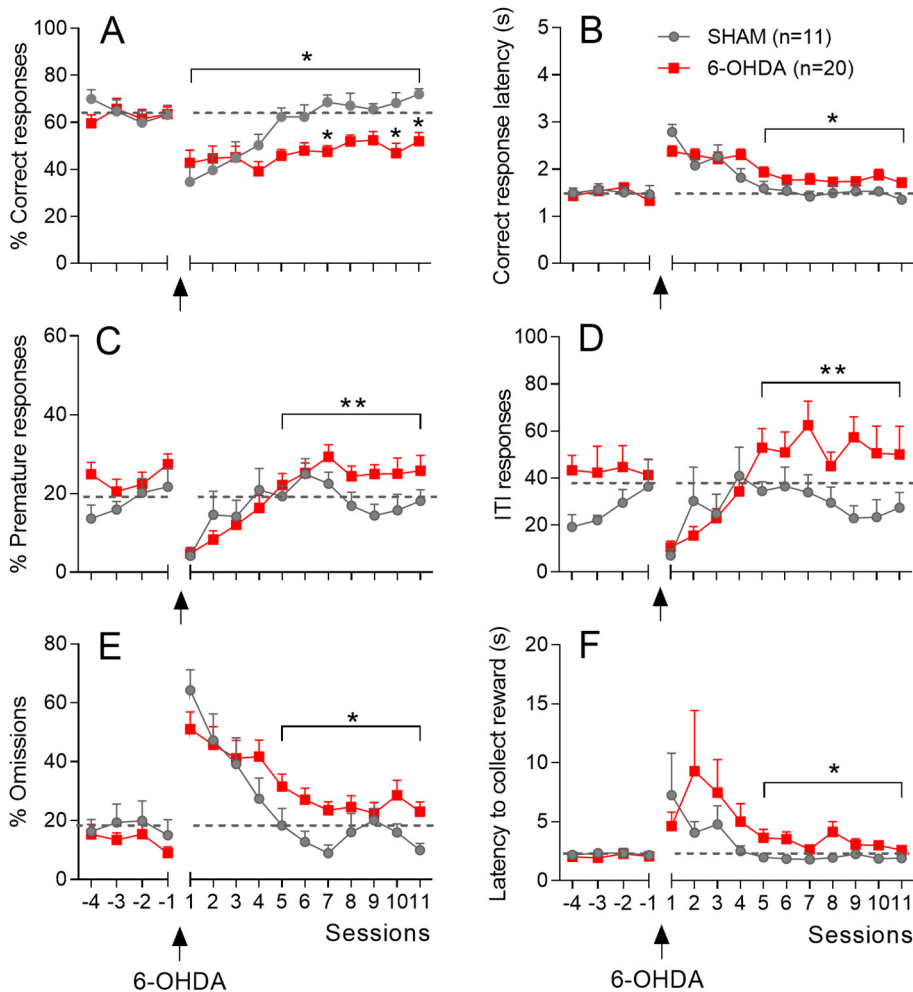 A
% Correct responses
100
80
60
40
20
0
*
* * *
B
Correct response latency (s)
5
4
3
2
1
0
SHAM (n=11)
6-OHDA (n=20)
*
C
% Premature responses
60
40
20
0
**
D
ITI responses
100
80
60
40
20
0
**
E
% Omissions
80
60
40
20
0
*
-4 -3 -2 -1 1 2 3 4 5 6 7 8 9 10 11
Sessions
6-OHDA
F
Latency to collect reward (s)
20
15
10
5
0
*
-4 -3 -2 -1 1 2 3 4 5 6 7 8 9 10 11
Sessions
6-OHDA